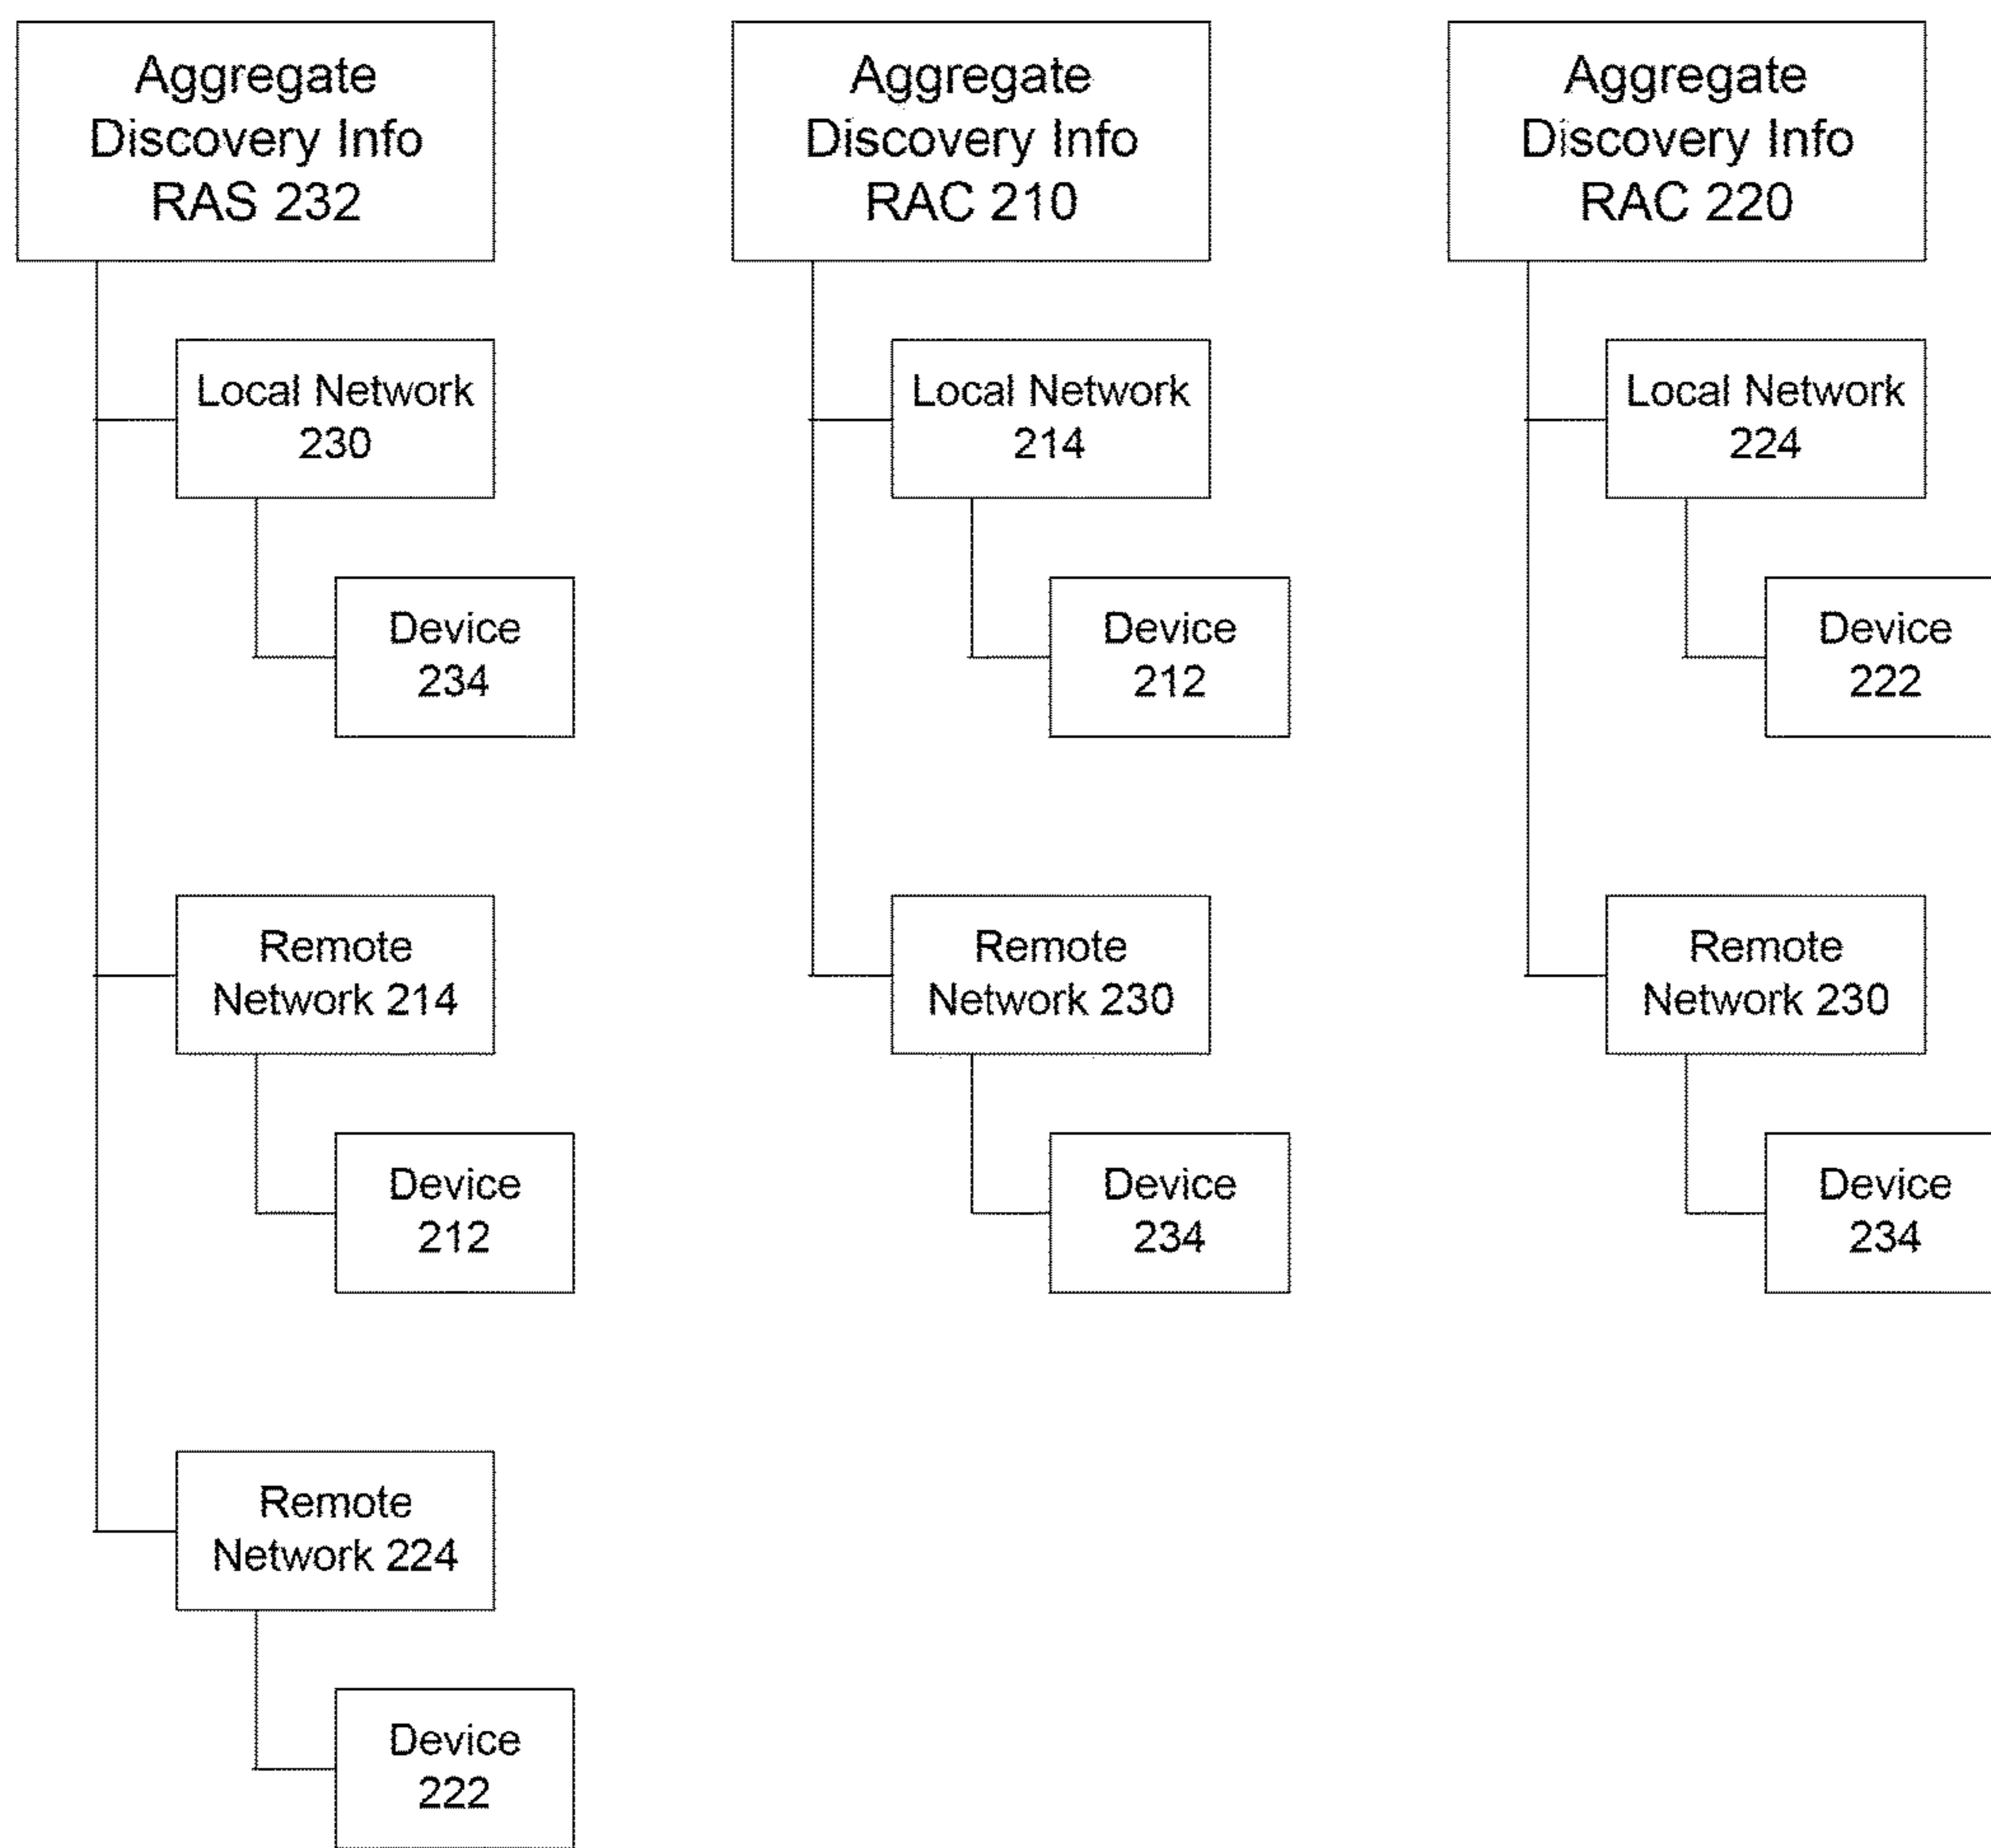 Aggregate
Discovery Info
RAS 232
Local Network
230
Device
234
Remote
Network 214
Device
212
Remote
Network 224
Device
222
Aggregate
Discovery Info
RAC 210
Local Network
214
Device
212
Remote
Network 230
Device
234
Aggregate
Discovery Info
RAC 220
Local Network
224
Device
222
Remote
Network 230
Device
234